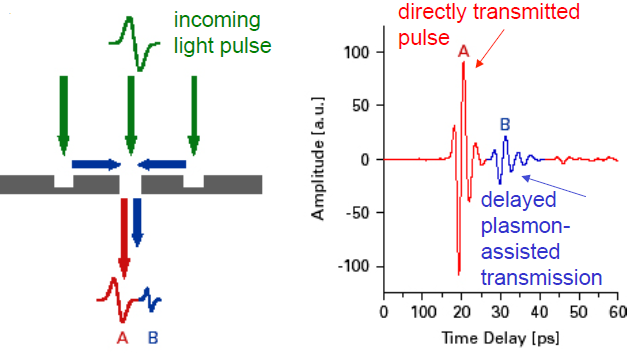 incoming
light pulse
A
B
directly transmitted
pulse
A
B
delayed
plasmon-
assisted
transmission
Amplitude [a.u.]
100
50
0
-50
-100
0
100
20
30
40
50
60
Time Delay [ps]